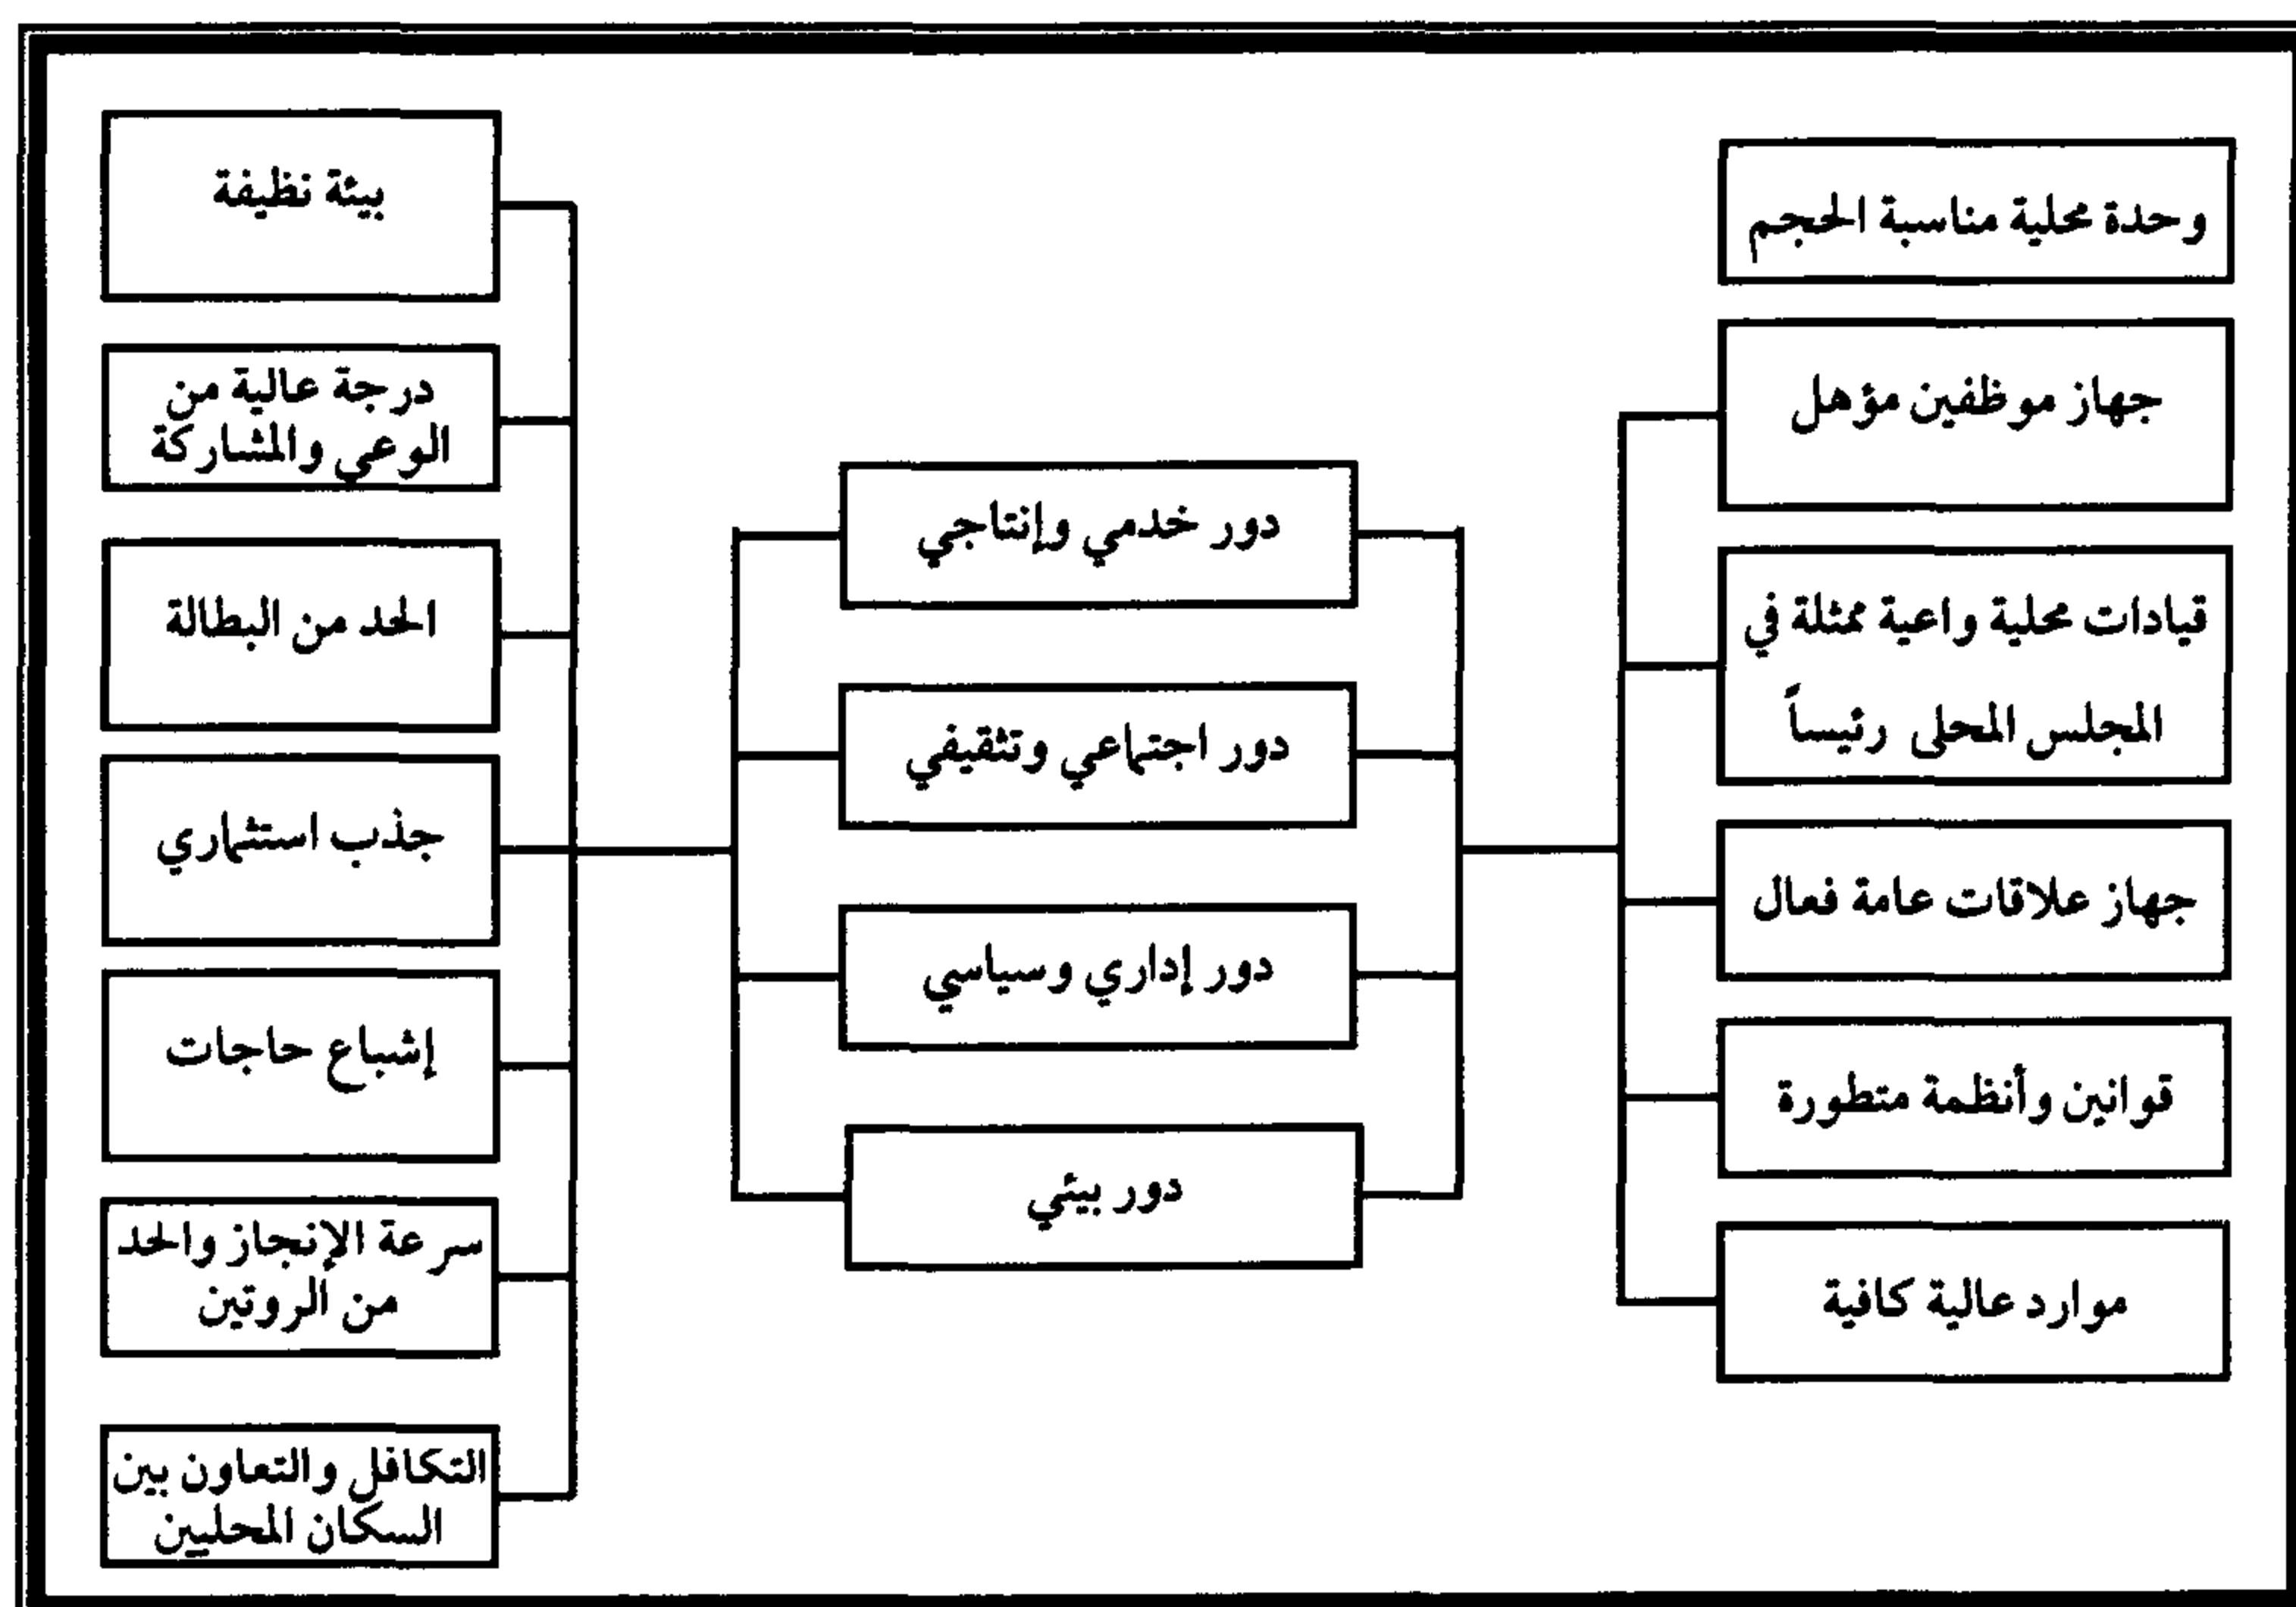 وحدة محلية مناسبة الحجم
جهاز موظفين مؤهل
قيادات محلية واعية ممثلة في
المجلس المحلى رئيساً
جهاز علاقات عامة فعال
قوانين وأنظمة متطورة
موارد عالية كافية
دور خدمي وإنتاجي
دور اجتماعي وتثقيفي
دور إداري وسياسي
دور بيئي
بيئة نظيفة
درجة عالية من
الوعي والمشاركة
الحد من البطالة
جذب استثماري
إشباع حاجات
سرعة الإنجاز والحد
من الروتين
التكافل والتعاون بين
السكان المحليين